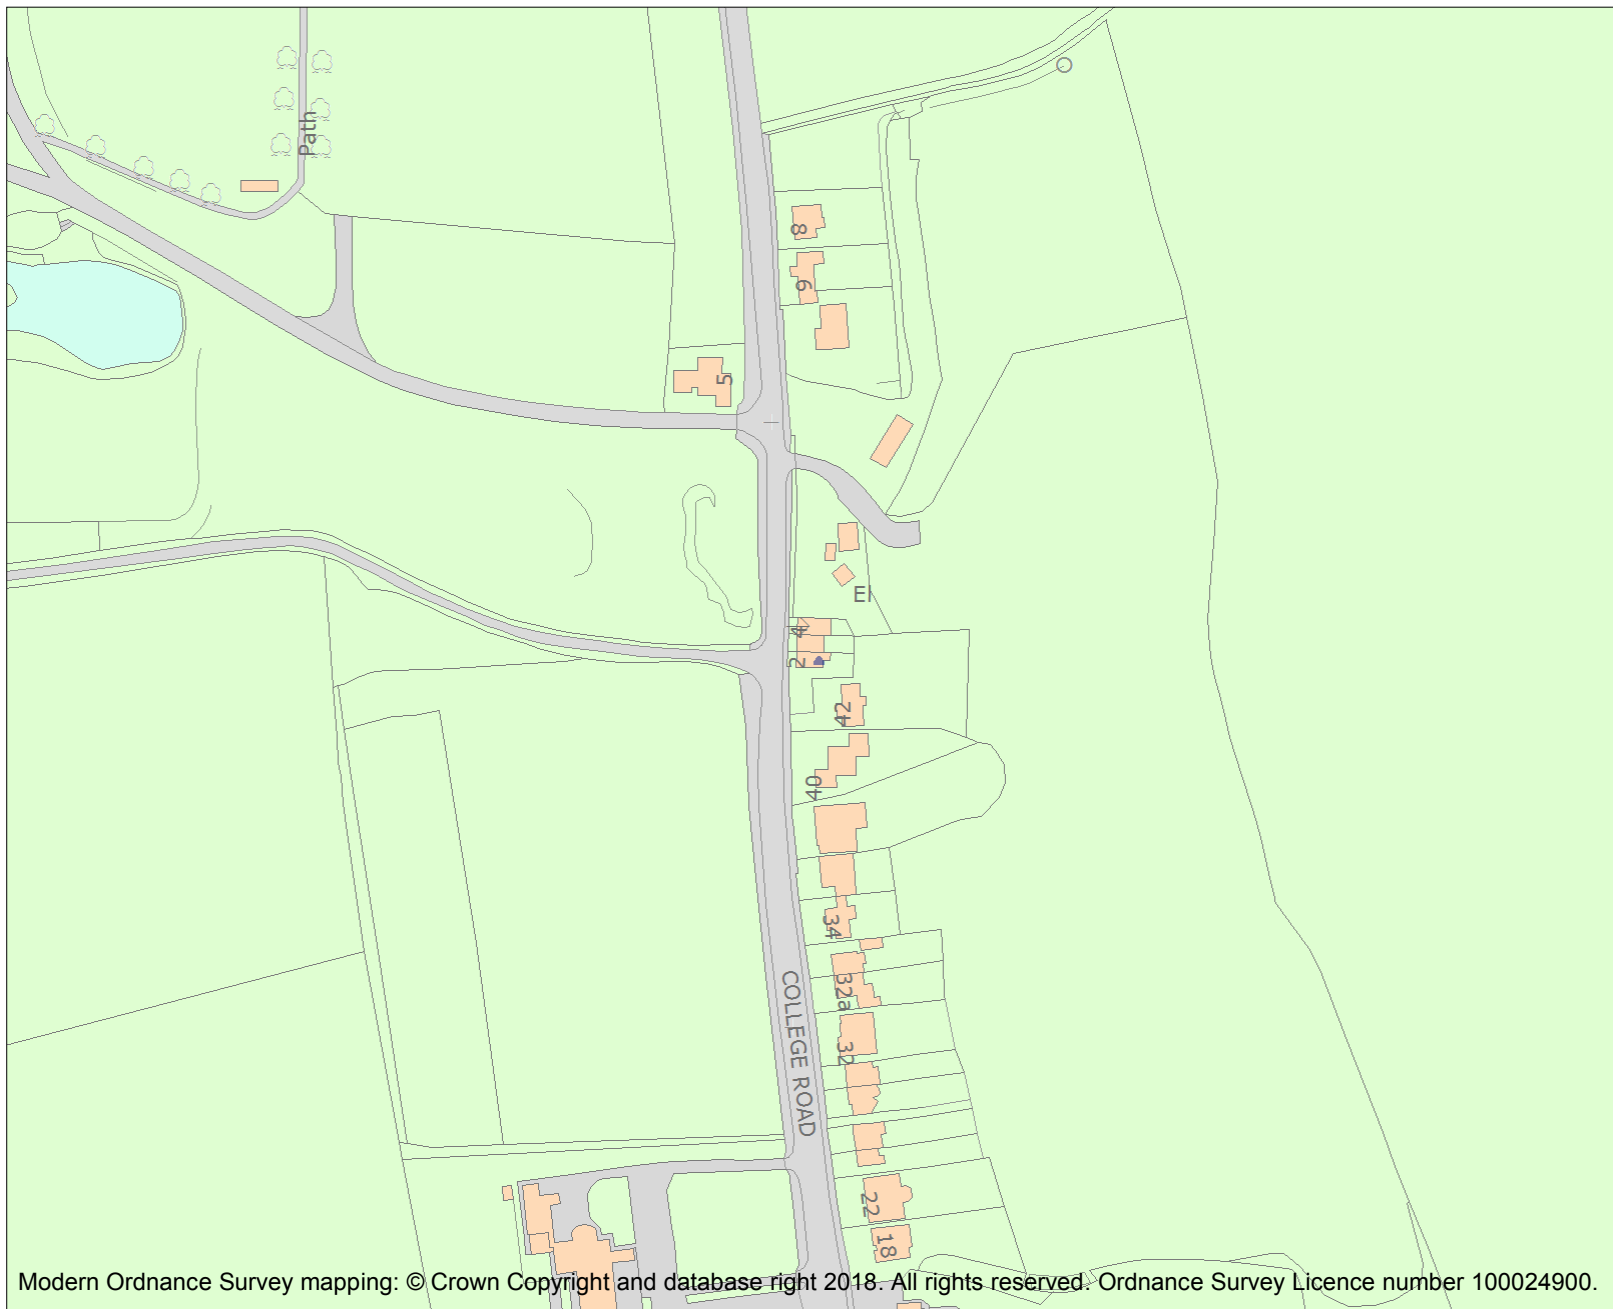 Path
8
6
5
El
4
2
42
40
34
32a
32
COLLEGE ROAD
22
18
Modern Ordnance Survey mapping: © Crown Copyright and database right 2018. All rights reserved. Ordnance Survey Licence number 100024900.